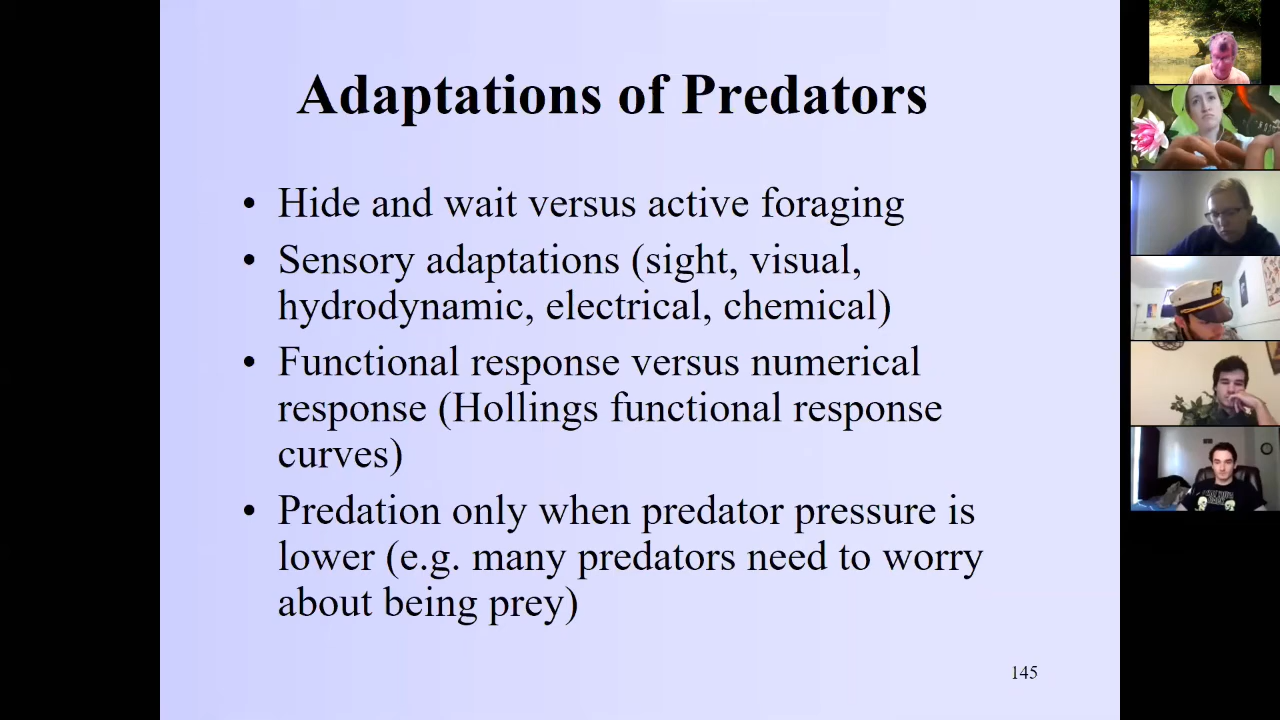 Adaptations of Predators
• Hide and wait versus active foraging
• Sensory adaptations (sight, visual,
hydrodynamic, electrical, chemical)
• Functional response versus numerical
response (Hollings functional response
curves)
• Predation only when predator pressure is
lower (e.g. many predators need to worry
about being prey)
145